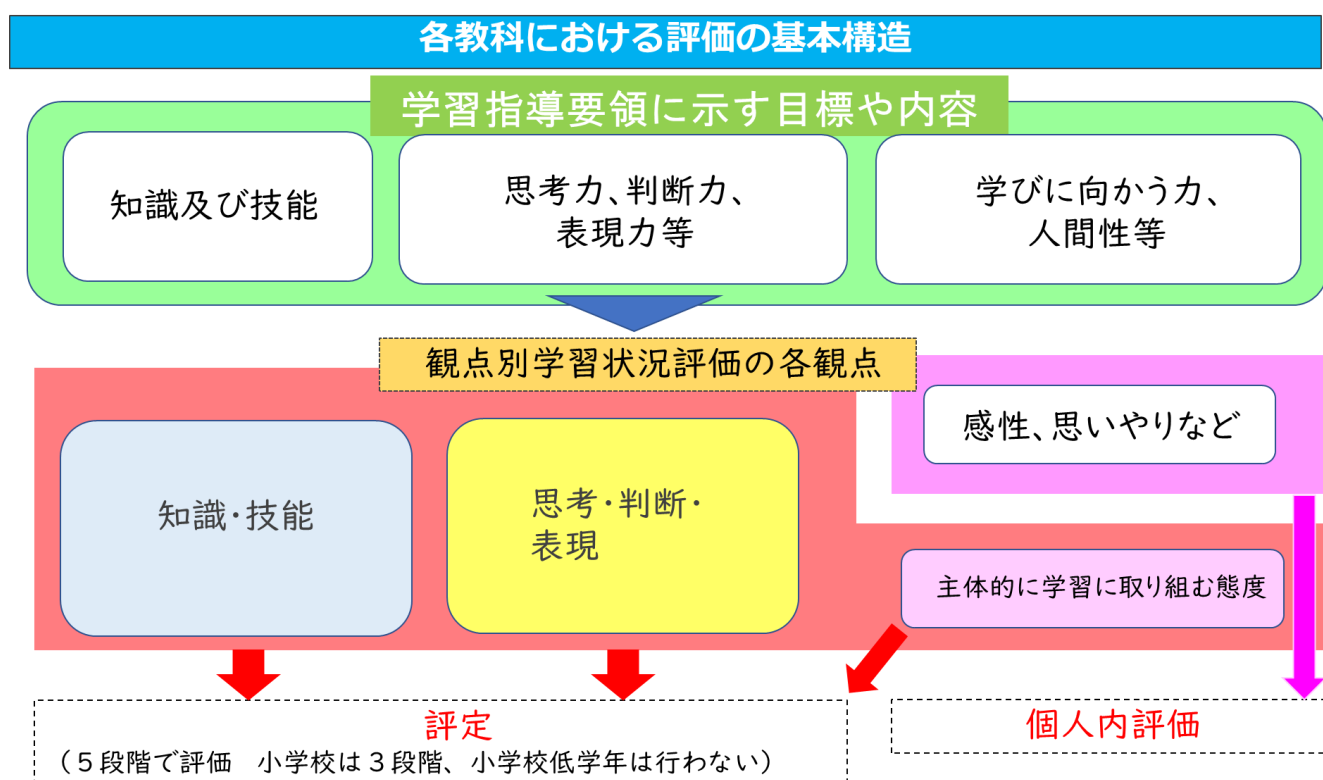 各教科における評価の基本構造
学習指導要領に示す目標や内容
知識及び技能
思考力、判断力、
表現力等
学びに向かう力、
人間性等
観点別学習状況評価の各観点
感性、思いやりなど
知識・技能
思考・判断・
表現
主体的に学習に取り組む態度
評定
（５段階で評価　小学校は３段階、小学校低学年は行わない）
個人内評価